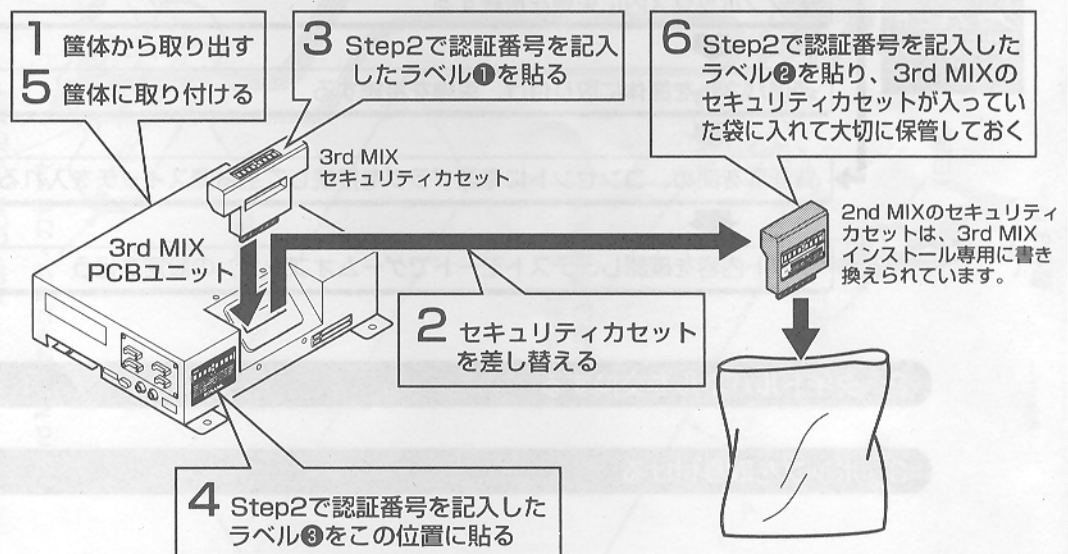 1 筐体から取り出す
5 筐体に取り付ける
3 Step2で認証番号を記入
したラベル❶を貼る
6 Step2で認証番号を記入した
ラベル❷を貼り、3rd MIXの
セキュリティカセットが入ってい
た袋に入れて大切に保管しておく
3rd MIX
セキュリティカセット
3rd MIX
PCBユニット
2nd MIXのセキュリティ
カセットは、3rd MIX
インストール専用に書き
換えられています。
2 セキュリティカセット
を差し替える
4 Step2で認証番号を記入した
ラベル❸をこの位置に貼る